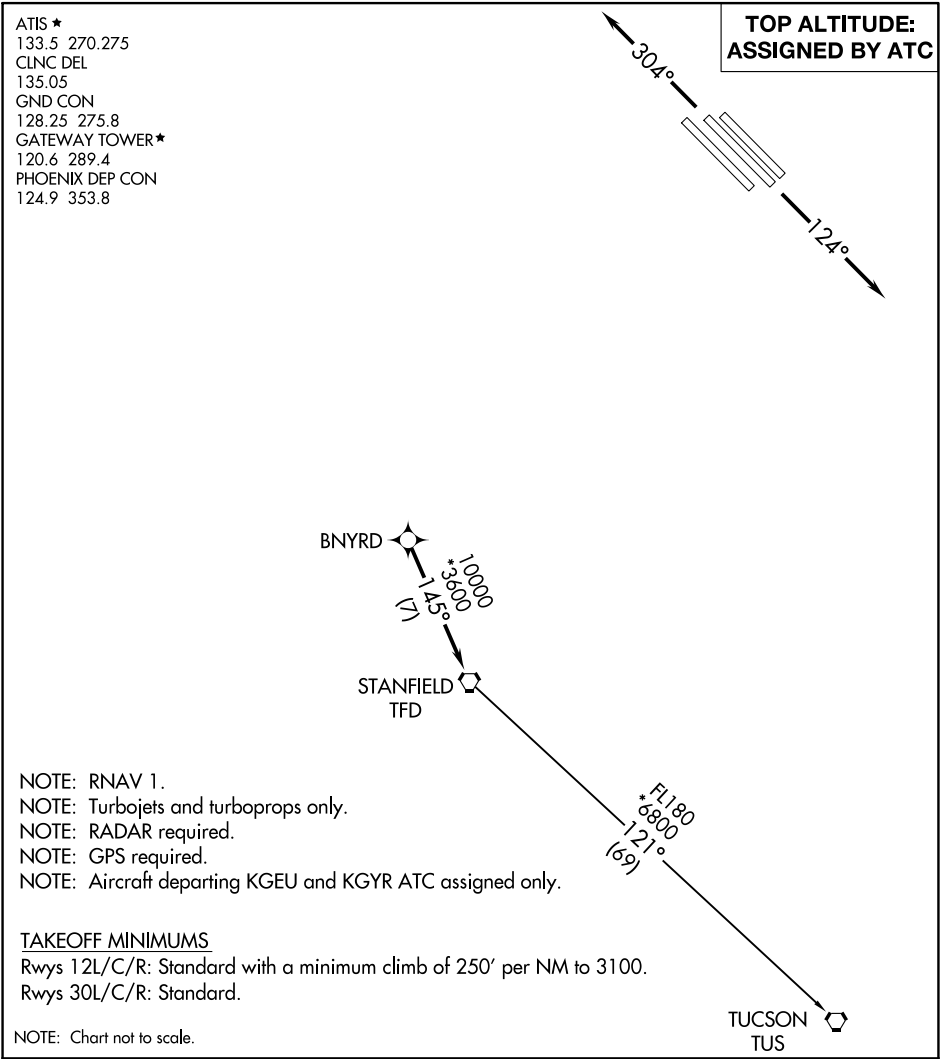 ATIS ★
133.5 270.275
CLNC DEL
135.05
GND CON
128.25 275.8
GATEWAY TOWER★
120.6 289.4
PHOENIX DEP CON
124.9 353.8
TOP ALTITUDE:
ASSIGNED BY ATC
304°
124°
BNYRD
10000
*3600
145°
(7)
STANFIELD
TFD
FL180
*6800
121°
(69)
TUCSON
TUS
NOTE: RNAV 1.
NOTE: Turbojets and turboprops only.
NOTE: RADAR required.
NOTE: GPS required.
NOTE: Aircraft departing KGEU and KGYR ATC assigned only.
TAKEOFF MINIMUMS
Rwys 12L/C/R: Standard with a minimum climb of 250' per NM to 3100.
Rwys 30L/C/R: Standard.
NOTE: Chart not to scale.